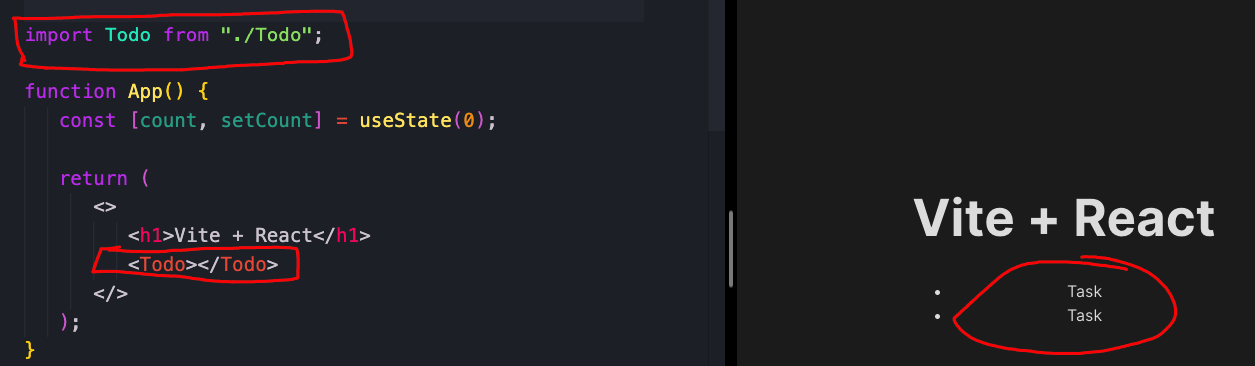 import Todo from "./Todo";
function App() {
const [count, setCount] = useState(0);
return (
<>
<h1>Vite + React</h1>
<Todo></Todo>
</>
);
}
Vite + React
• Task
• Task